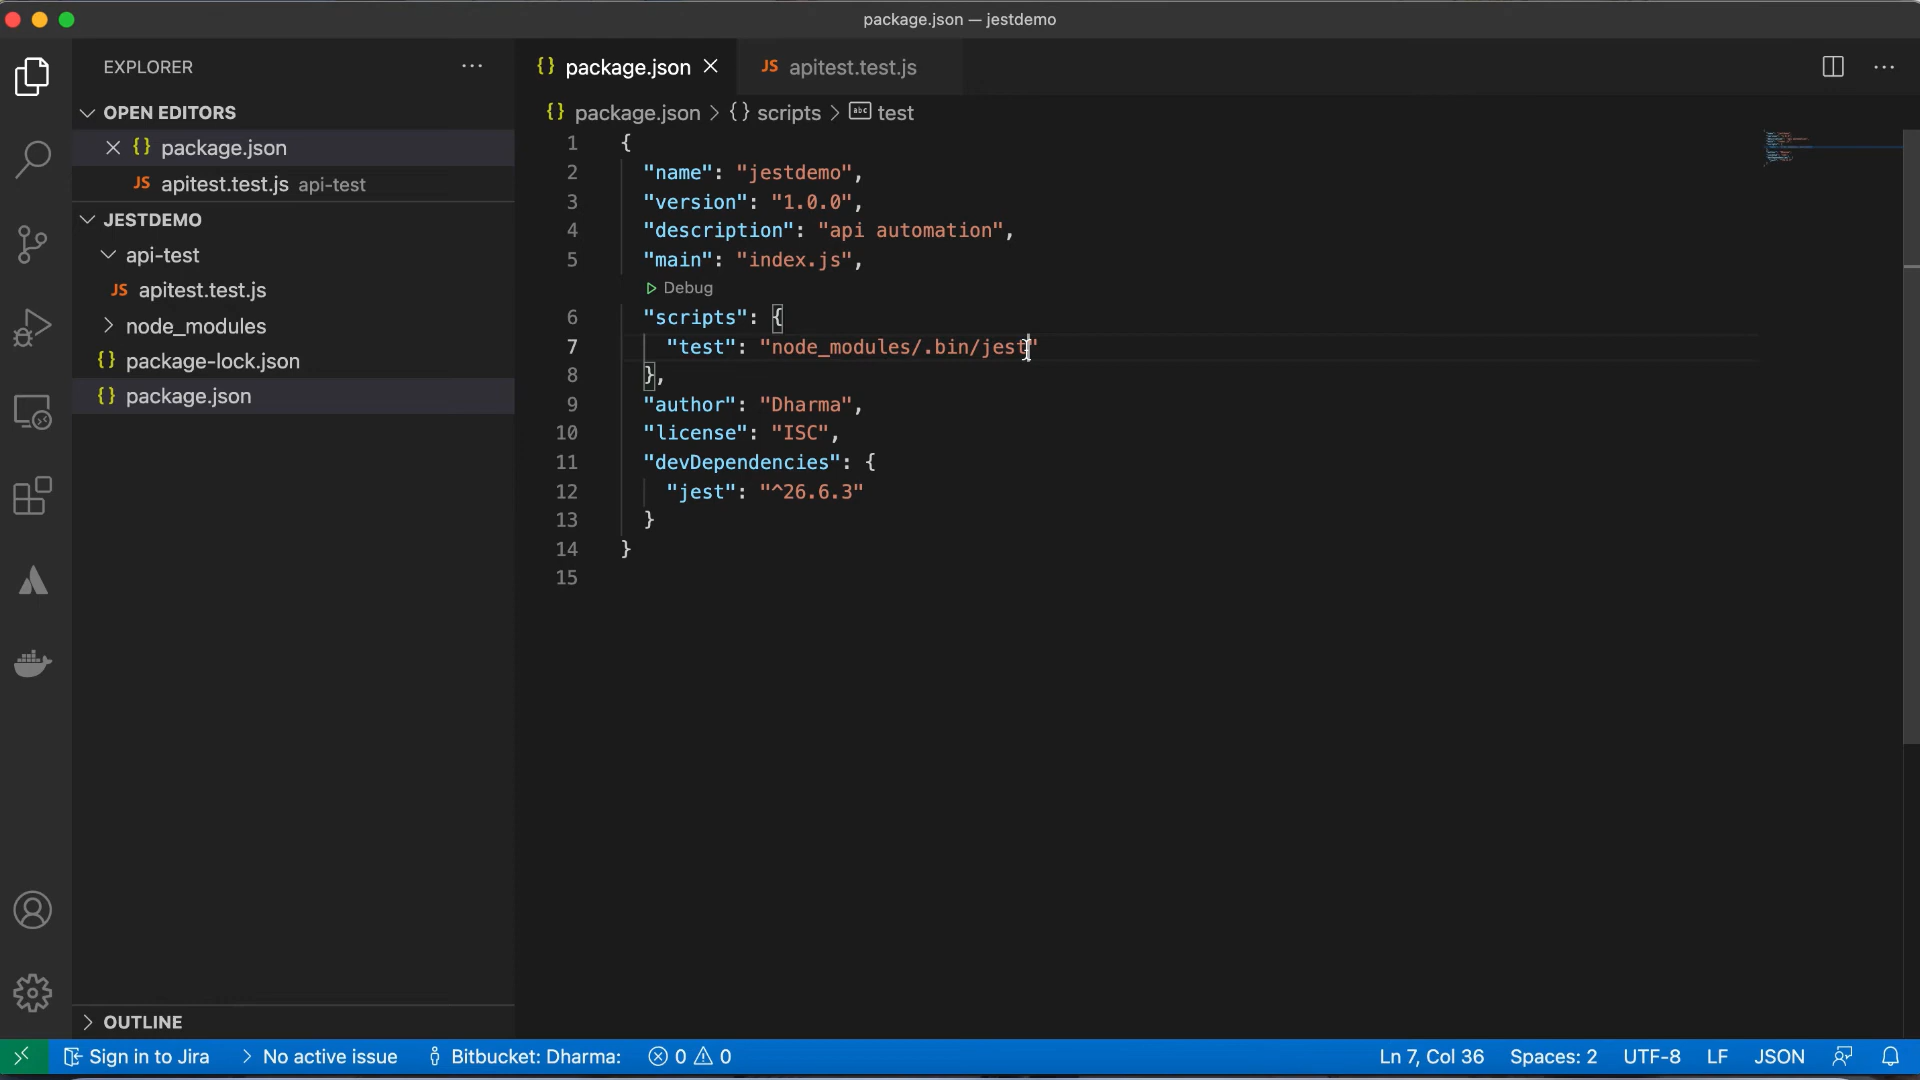 package.json — jestdemo
EXPLORER
OPEN EDITORS
{} package.json
JS apitest.test.js api-test
JESTDEMO
api-test
JS apitest.test.js
node_modules
{} package-lock.json
{} package.json
OUTLINE
{} package.json
JS apitest.test.js
{} package.json > {} scripts > abc test
1 {
2 "name": "jestdemo",
3 "version": "1.0.0",
4 "description": "api automation",
5 "main": "index.js",
Debug
6 "scripts": {
7 "test": "node_modules/.bin/jest"
8 },
9 "author": "Dharma",
10 "license": "ISC",
11 "devDependencies": {
12 "jest": "^26.6.3"
13 }
14 }
15
Sign in to Jira
No active issue
Bitbucket: Dharma:
0 0
Ln 7, Col 36
Spaces: 2
UTF-8
LF
JSON